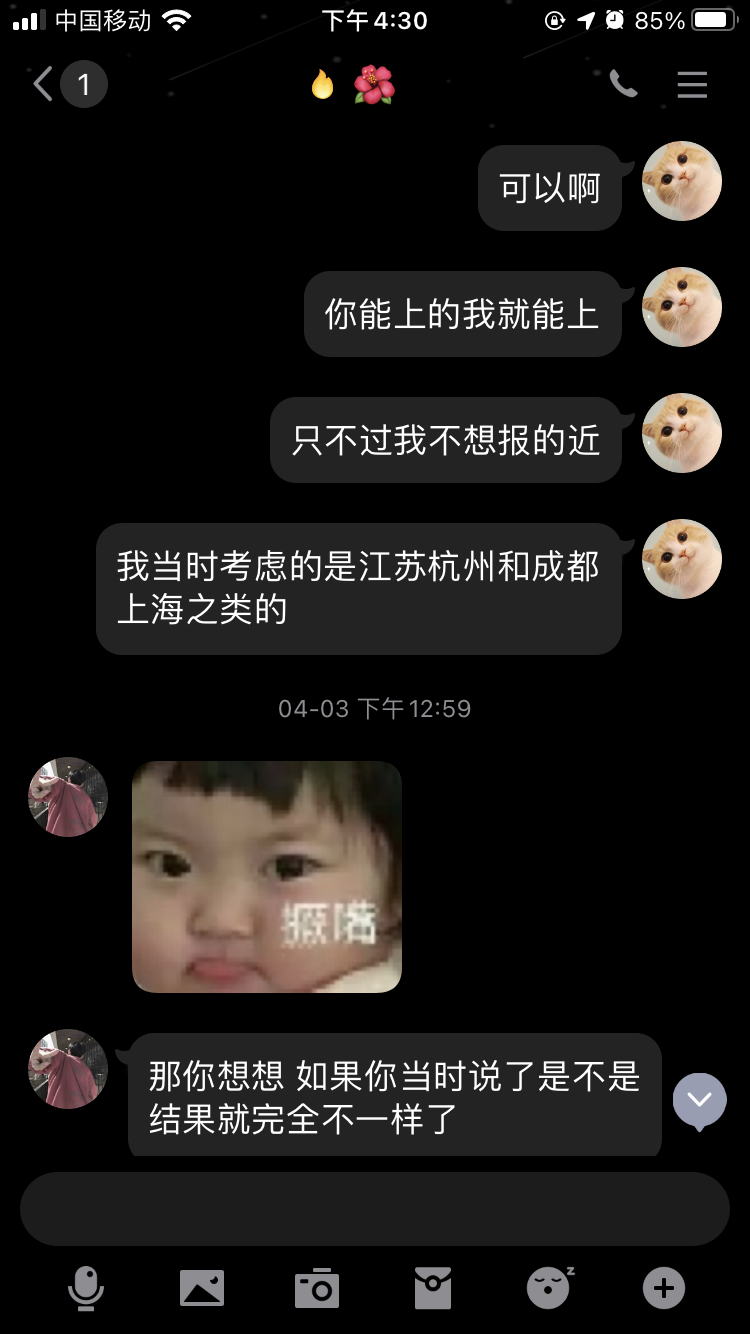 中国移动 下午4:30 85%
1
可以啊
你能上的我就能上
只不过我不想报的近
我当时考虑的是江苏杭州和成都
上海之类的
04-03 下午12:59
撅嘴
那你想想 如果你当时说了是不是
结果就完全不一样了